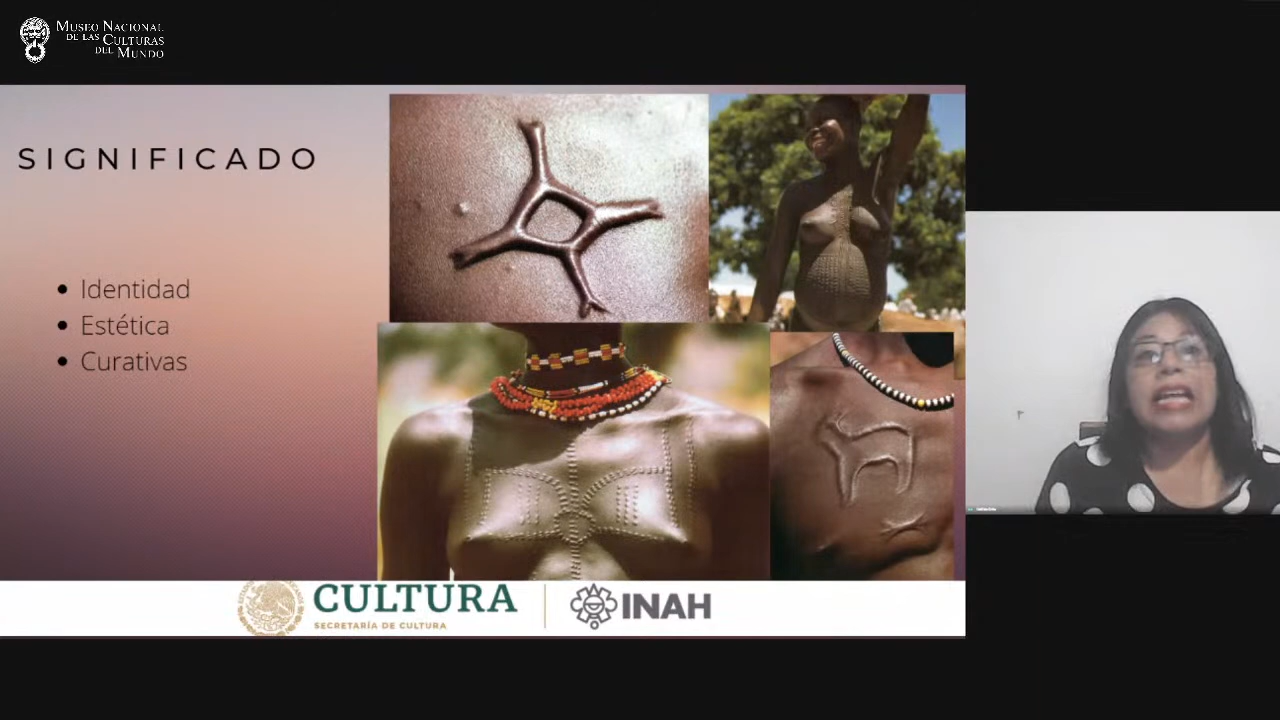 MUSEO NACIONAL
DE LAS CULTURAS
DEL MUNDO
SIGNIFICADO
Identidad
Estética
Curativas
CULTURA
SECRETARÍA DE CULTURA
INAH